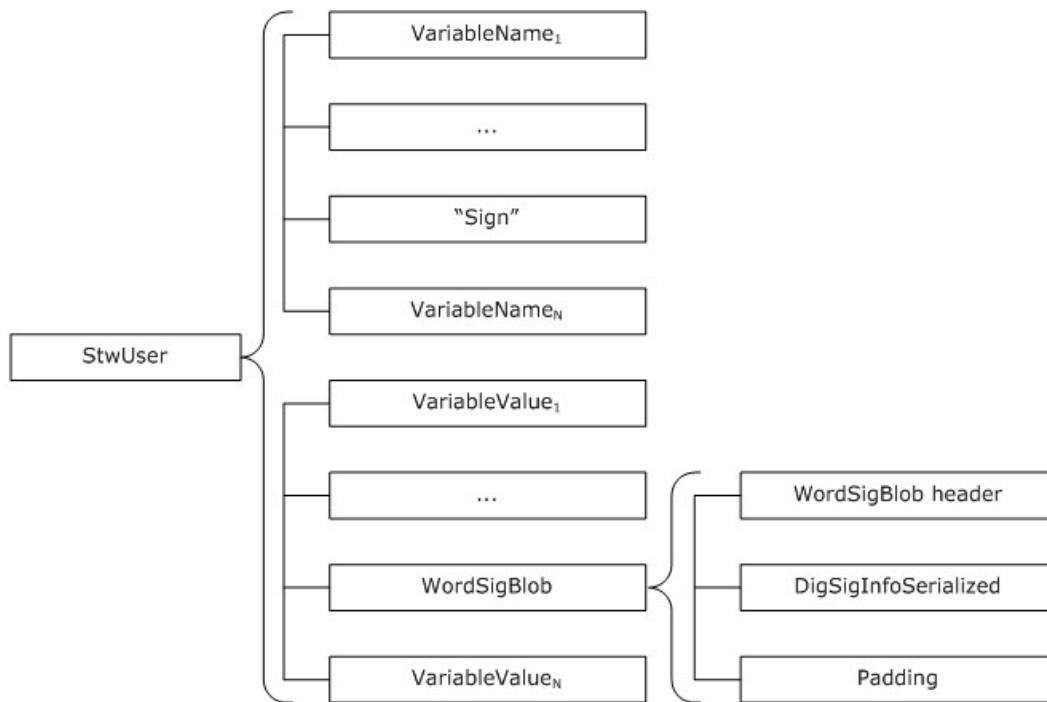 VariableName₁
...
“Sign”
VariableNameN
StwUser
VariableValue₁
...
WordSigBlob header
WordSigBlob
DigSigInfoSerialized
VariableValueN
Padding